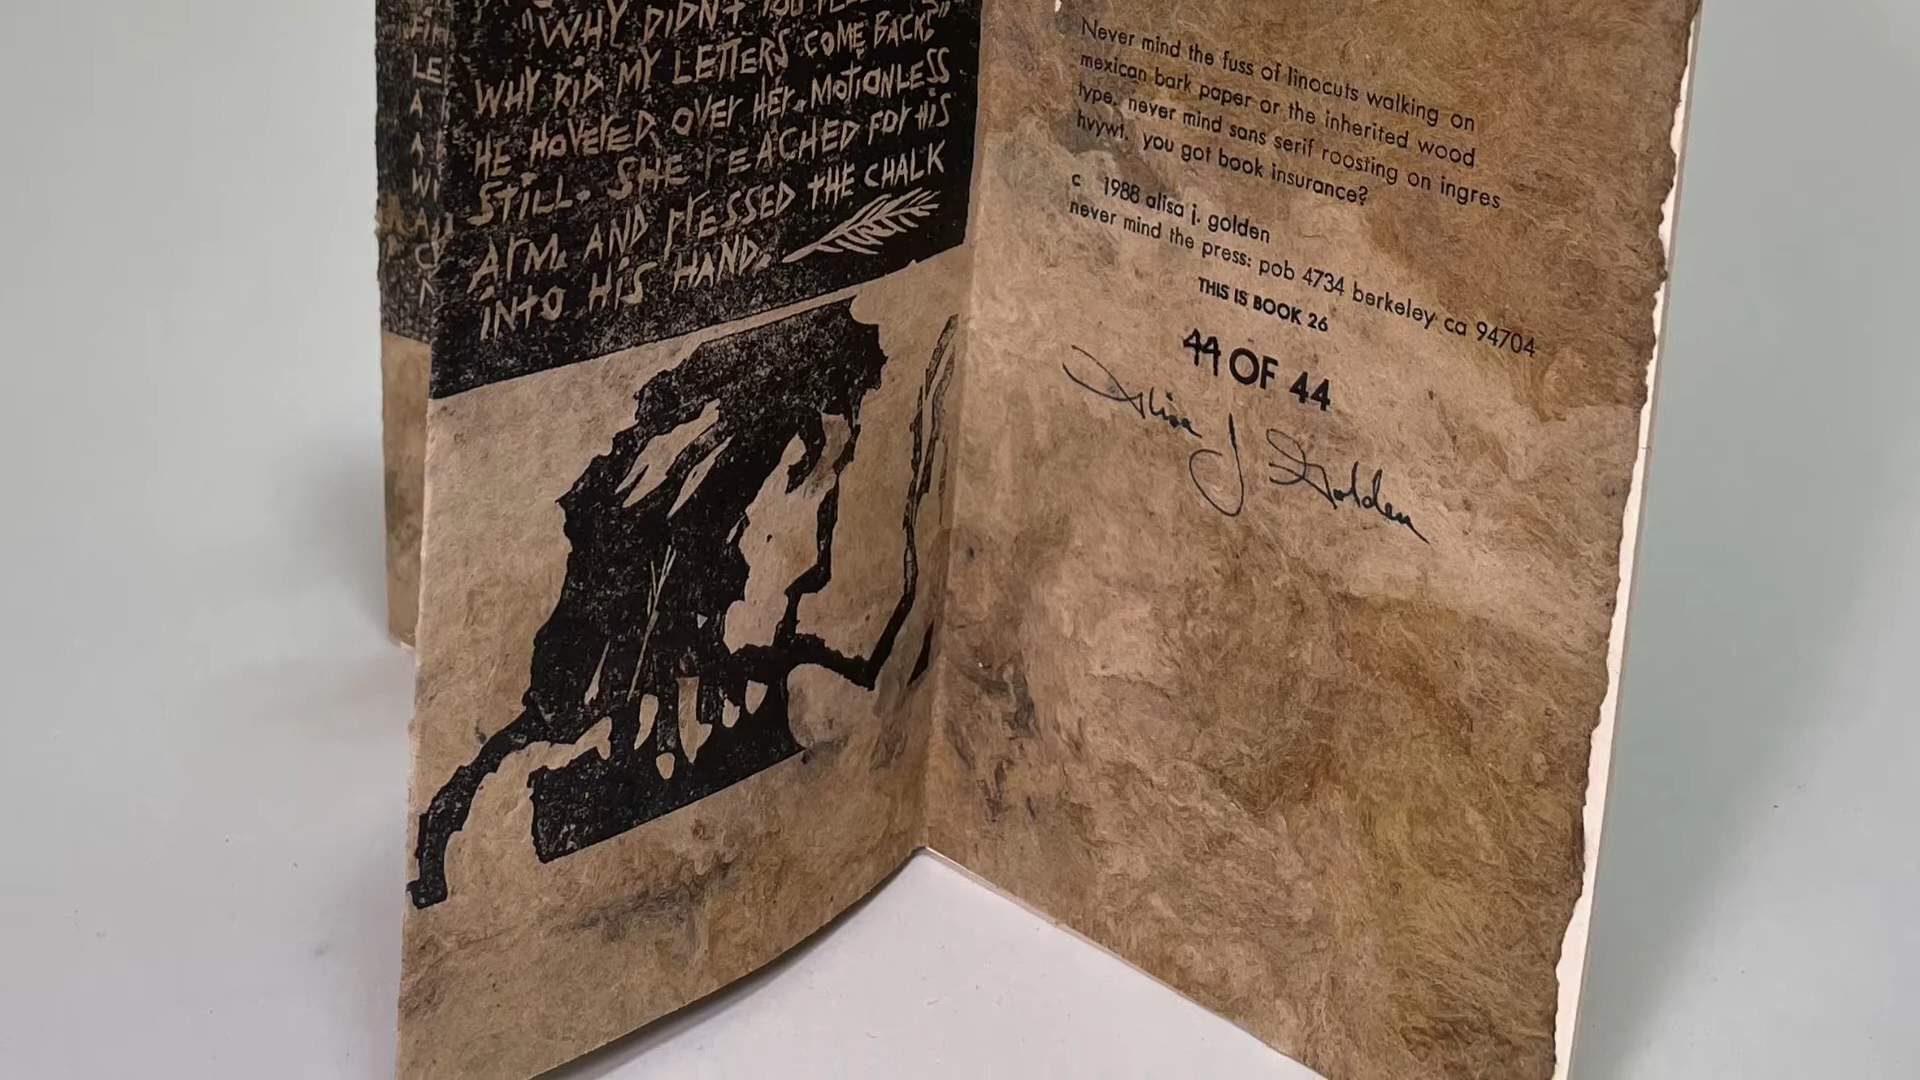 "WHY DIDN'T YOU
WHY DID MY LETTERS COME BACK?"
HE HOVERED OVER HER. MOTIONLESS
STILL. SHE REACHED FOR HIS
ARM. AND PRESSED THE CHALK
INTO HIS HAND.
LE
A
A
WI
Never mind the fuss of linocuts walking on
mexican bark paper or the inherited wood
type. never mind sans serif roosting on ingres
hvywt. you got book insurance?
c 1988 alisa j. golden
never mind the press: pob 4734 berkeley ca 94704
THIS IS BOOK 26
44 OF 44
Alisa J Golden